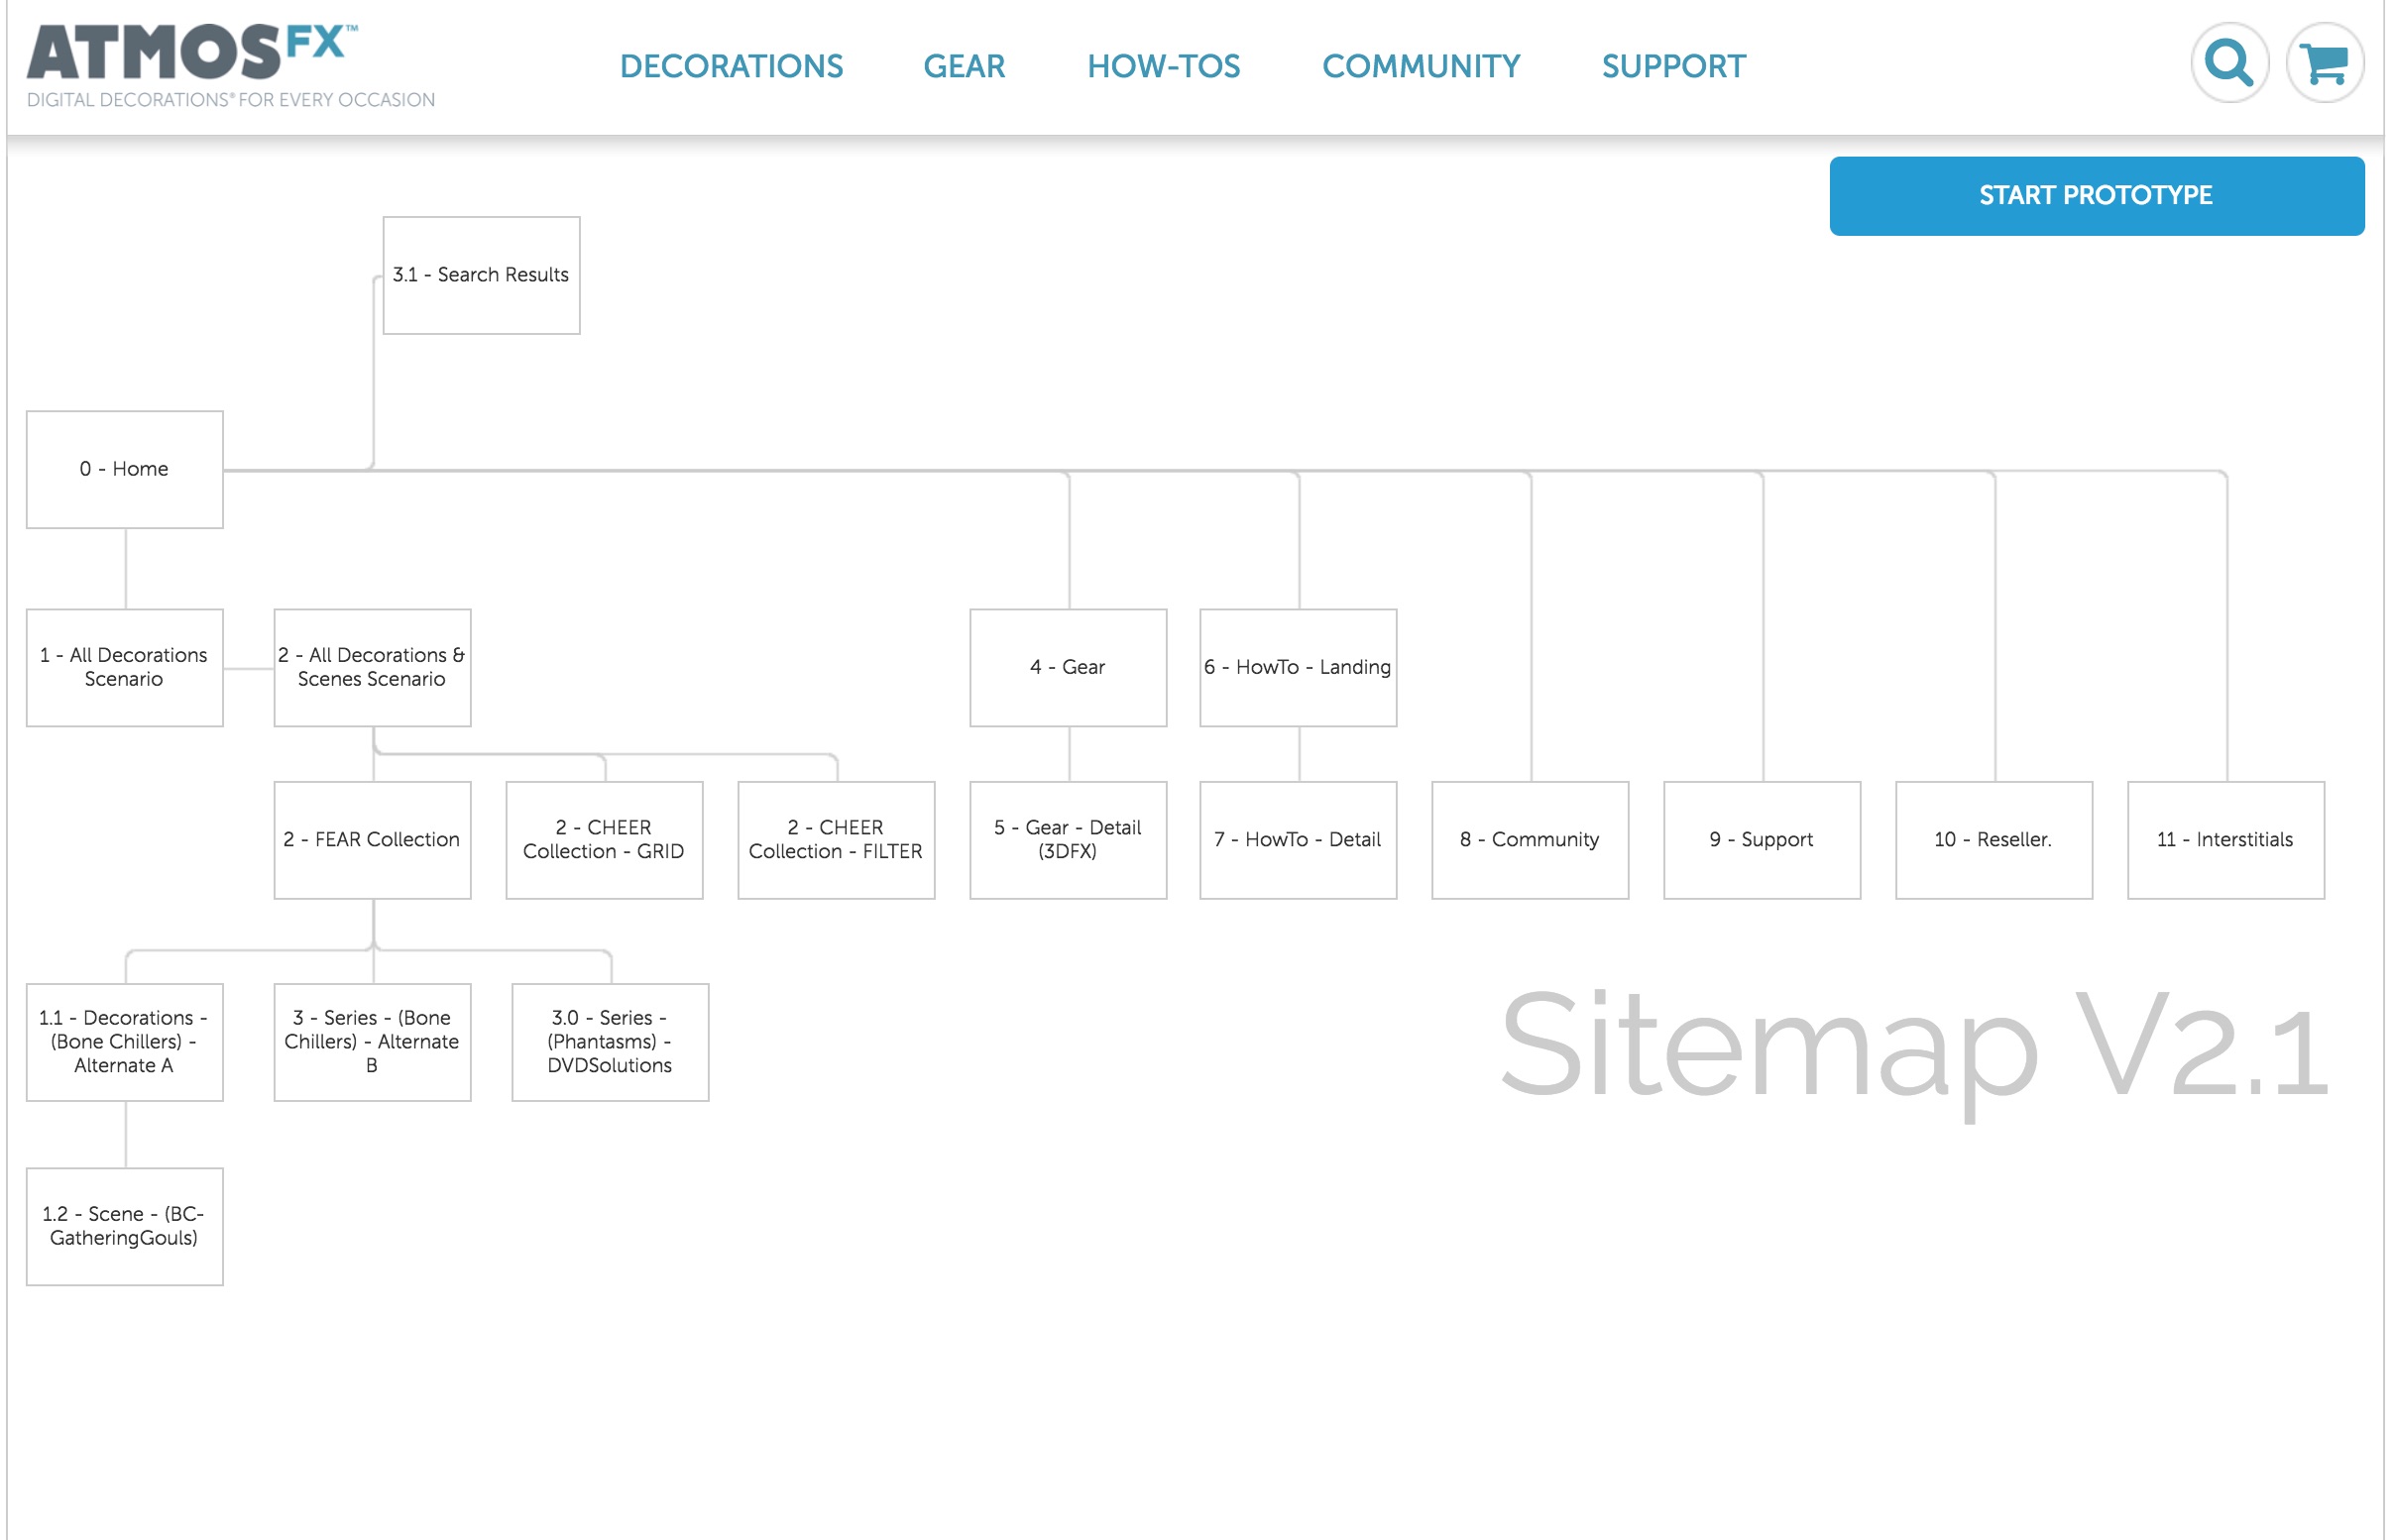 ATMOSFX™
DIGITAL DECORATIONS® FOR EVERY OCCASION
DECORATIONS
GEAR
HOW-TOS
COMMUNITY
SUPPORT
START PROTOTYPE
3.1 - Search Results
0 - Home
1 - All Decorations
Scenario
2 - All Decorations &
Scenes Scenario
4 - Gear
6 - HowTo - Landing
2 - FEAR Collection
2 - CHEER
Collection - GRID
2 - CHEER
Collection - FILTER
5 - Gear - Detail
(3DFX)
7 - HowTo - Detail
8 - Community
9 - Support
10 - Reseller.
11 - Interstitials
1.1 - Decorations -
(Bone Chillers) -
Alternate A
3 - Series - (Bone
Chillers) - Alternate
B
3.0 - Series -
(Phantasms) -
DVDSolutions
Sitemap V2.1
1.2 - Scene - (BC-
GatheringGouls)